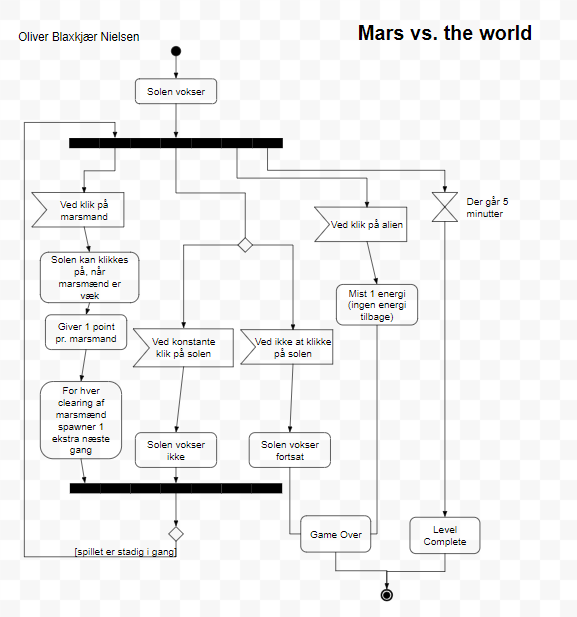 Oliver Blaxkjær Nielsen
Mars vs. the world
Solen vokser
Ved klik på
marsmand
Der går 5
minutter
Ved klik på alien
Solen kan klikkes
på, når
marsmænd er
væk
Mist 1 energi
(ingen energi
tilbage)
Giver 1 point
pr. marsmand
Ved konstante
klik på solen
Ved ikke at klikke
på solen
For hver
clearing af
marsmænd
spawner 1
ekstra næste
gang
Solen vokser
ikke
Solen vokser
fortsat
Game Over
Level
Complete
[spillet er stadig i gang]